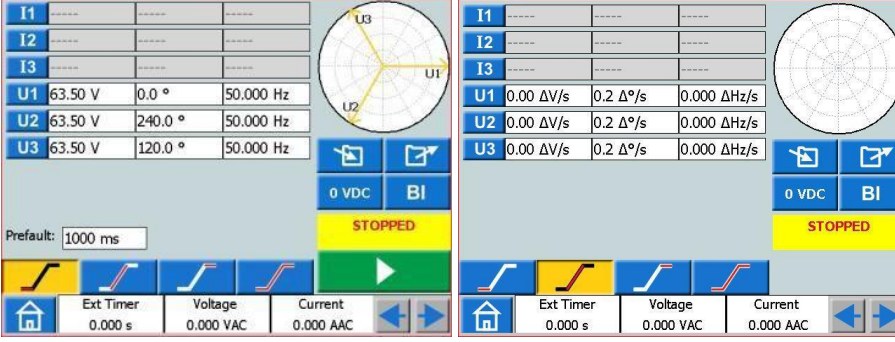 I1 ----- ----- -----
I2 ----- ----- -----
I3 ----- ----- -----
U1 63.50 V 0.0 ° 50.000 Hz
U2 63.50 V 240.0 ° 50.000 Hz
U3 63.50 V 120.0 ° 50.000 Hz
U3
U1
U2
0 VDC BI
STOPPED
Prefault: 1000 ms
Ext Timer Voltage Current
0.000 s 0.000 VAC 0.000 AAC
I1 ----- ----- -----
I2 ----- ----- -----
I3 ----- ----- -----
U1 0.00 ΔV/s 0.2 Δ°/s 0.000 ΔHz/s
U2 0.00 ΔV/s 0.2 Δ°/s 0.000 ΔHz/s
U3 0.00 ΔV/s 0.2 Δ°/s 0.000 ΔHz/s
0 VDC BI
STOPPED
Ext Timer Voltage Current
0.000 s 0.000 VAC 0.000 AAC